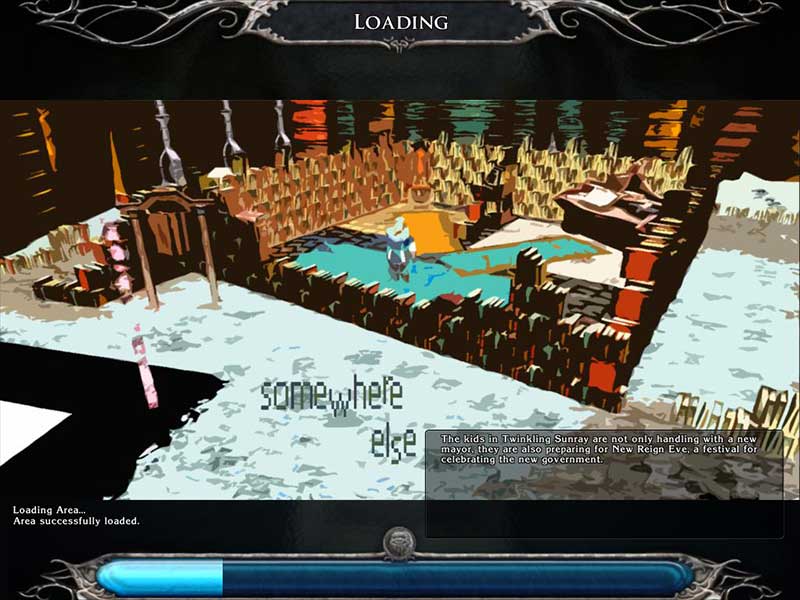 LOADING
somewhere
else
The kids in Twinkling Sunray are not only handling with a new
mayor, they are also preparing for New Reign Eve, a festival for
celebrating the new government.
Loading Area...
Area successfully loaded.